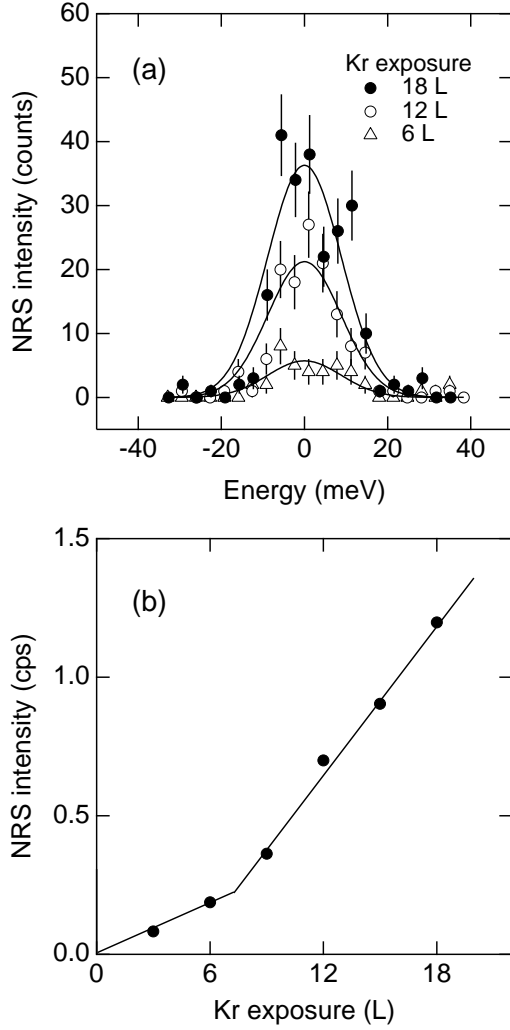 60
50
40
30
20
10
0
NRS intensity (counts)
(a)
Kr exposure
18 L
12 L
6 L
-40 -20 0 20 40
Energy (meV)
1.5
1.0
0.5
0.0
NRS intensity (cps)
(b)
0 6 12 18
Kr exposure (L)